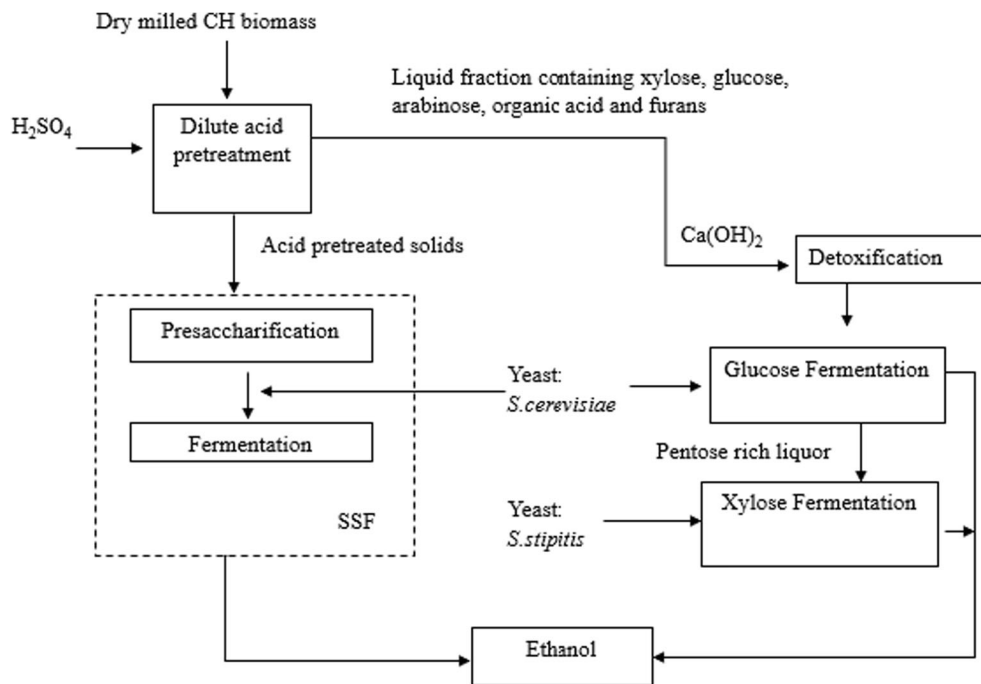 Dry milled CH biomass
Liquid fraction containing xylose, glucose,
arabinose, organic acid and furans
H₂SO₄
Dilute acid
pretreatment
Acid pretreated solids
Ca(OH)₂
Detoxification
Presaccharification
Yeast:
S.cerevisiae
Glucose Fermentation
Fermentation
Pentose rich liquor
SSF
Yeast:
S.stipitis
Xylose Fermentation
Ethanol